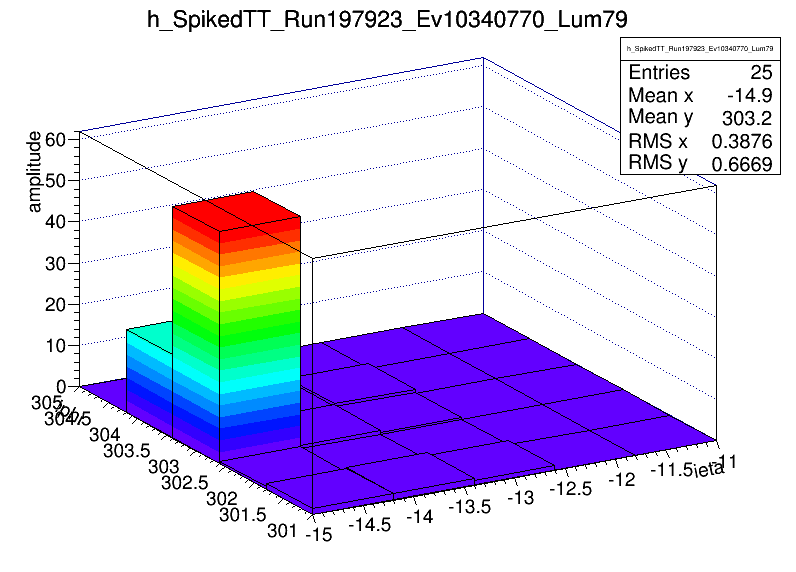 h_SpikedTT_Run197923_Ev10340770_Lum79
h_SpikedTT_Run197923_Ev10340770_Lum79
Entries 25
Mean x -14.9
Mean y 303.2
RMS x 0.3876
RMS y 0.6669
amplitude
60
50
40
30
20
10
0
305
304.5
304
303.5
303
302.5
302
301.5
301
-15
-14.5
-14
-13.5
-13
-12.5
-12
-11.5
-11
ieta